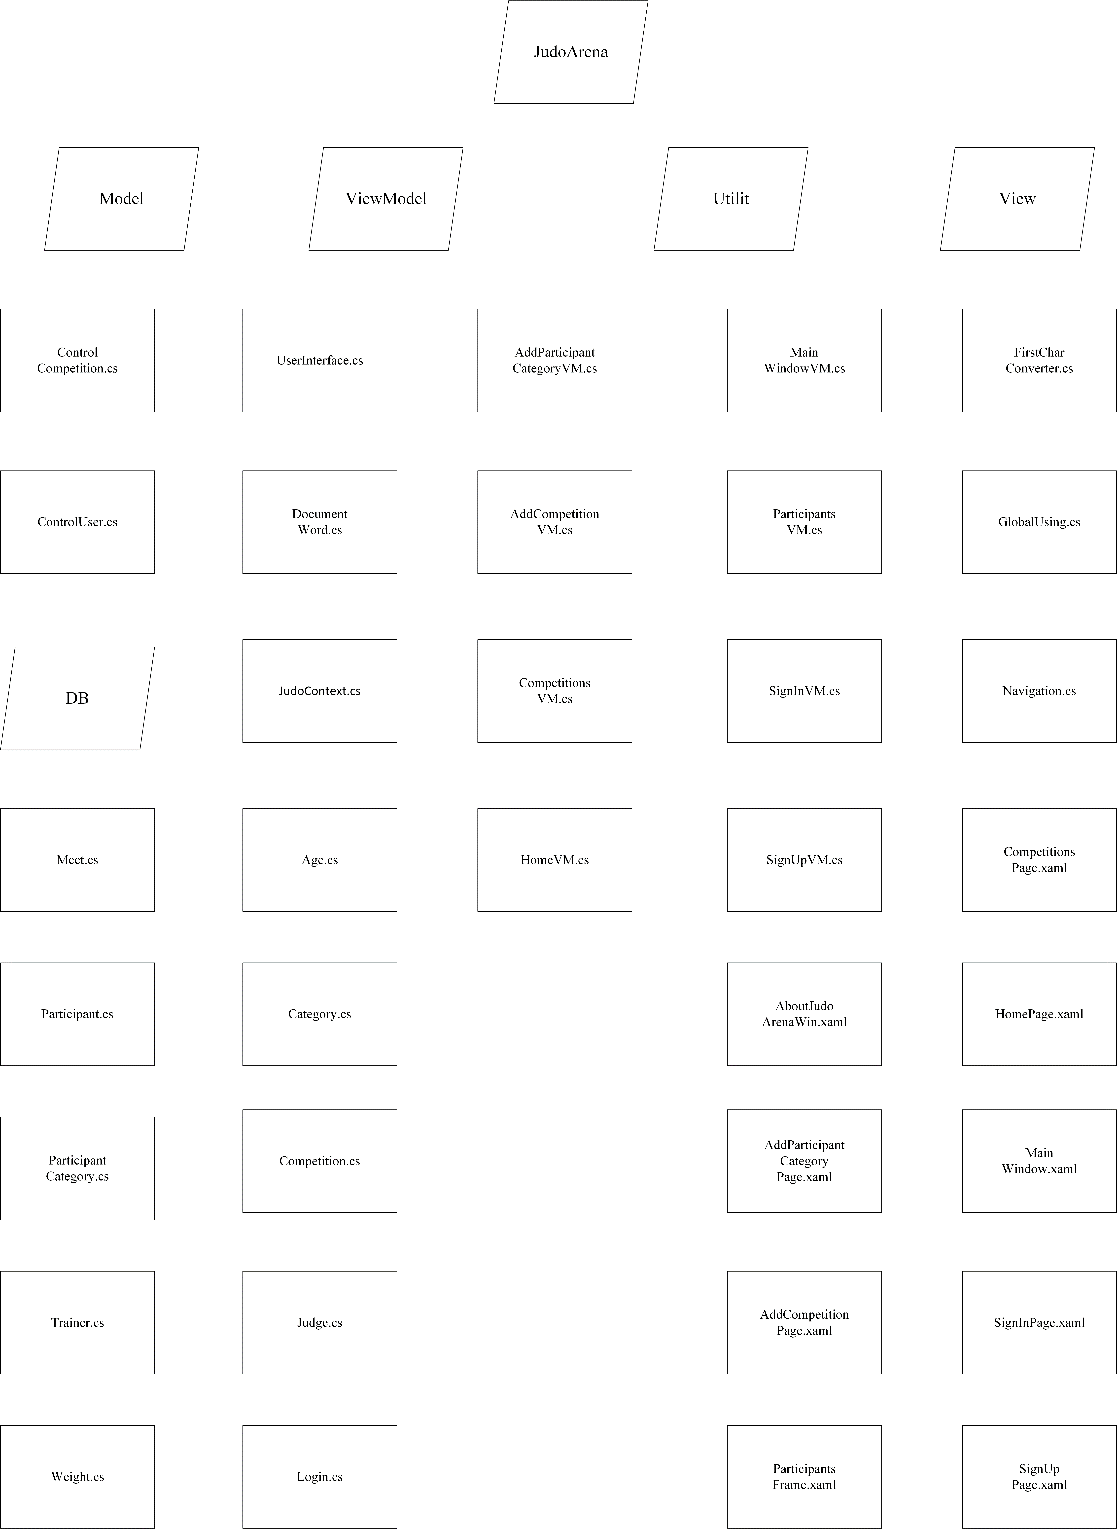 JudoArena
Model
ViewModel
Utilit
View
Control
Competition.cs
UserInterface.cs
AddParticipant
CategoryVM.cs
Main
WindowVM.cs
FirstChar
Converter.cs
ControlUser.cs
Document
Word.cs
AddCompetition
VM.cs
Participants
VM.cs
GlobalUsing.cs
DB
JudoContext.cs
Competitions
VM.cs
SignInVM.cs
Navigation.cs
Meet.cs
Age.cs
HomeVM.cs
SignUpVM.cs
Competitions
Page.xaml
Participant.cs
Category.cs
AboutJudo
ArenaWin.xaml
HomePage.xaml
Participant
Category.cs
Competition.cs
AddParticipant
Category
Page.xaml
Main
Window.xaml
Trainer.cs
Judge.cs
AddCompetition
Page.xaml
SignInPage.xaml
Weight.cs
Login.cs
Participants
Frame.xaml
SignUp
Page.xaml